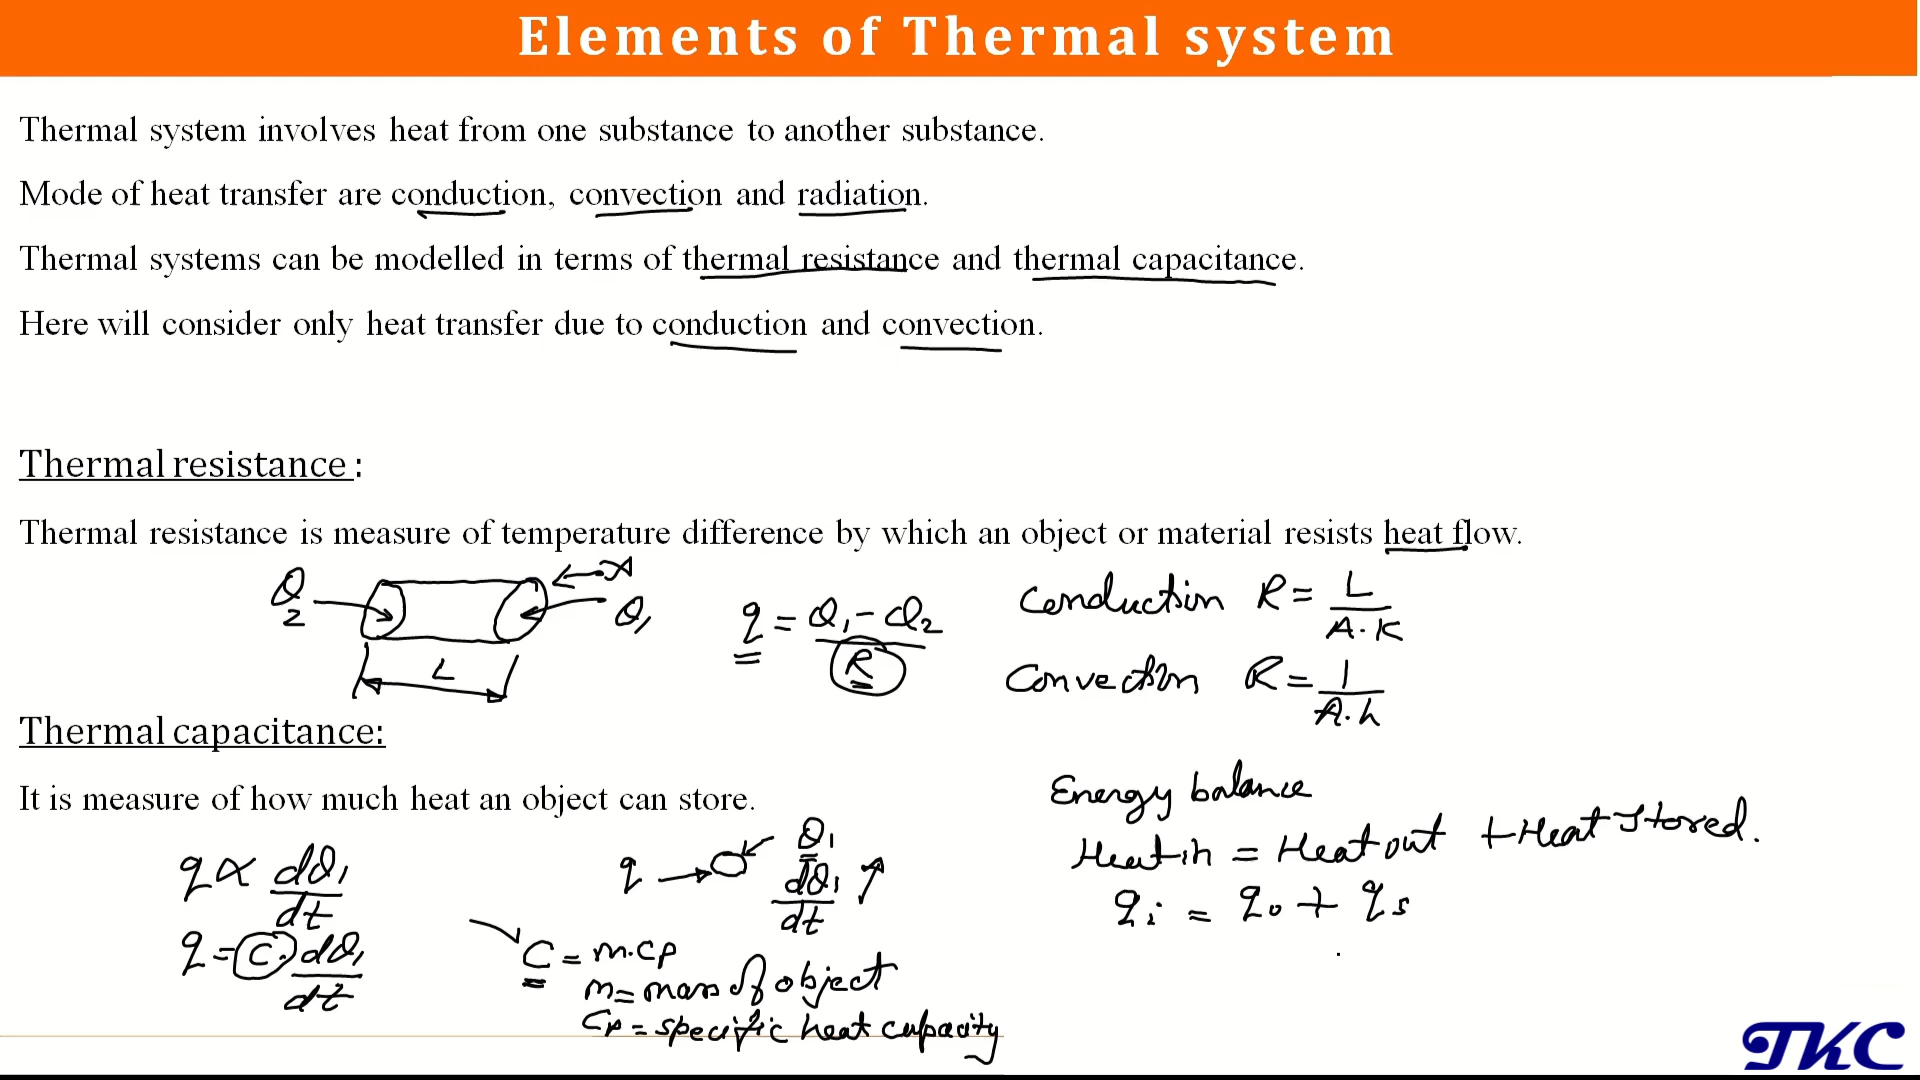 Elements of Thermal system
Thermal system involves heat from one substance to another substance.
Mode of heat transfer are conduction, convection and radiation.
Thermal systems can be modelled in terms of thermal resistance and thermal capacitance.
Here will consider only heat transfer due to conduction and convection.
Thermal resistance :
Thermal resistance is measure of temperature difference by which an object or material resists heat flow.
θ2
A
θ1
L
q = θ1 - θ2 / R
Conduction R = L / A.K
Convection R = 1 / A.h
Thermal capacitance:
It is measure of how much heat an object can store.
q ∝ dθ1 / dt
q = C. dθ1 / dt
q
θ1
dθ1 / dt ↑
C = m.Cp
m = mass of object
Cp = specific heat capacity
Energy balance
Heat in = Heat out + Heat stored.
qi = qo + qs
TKC